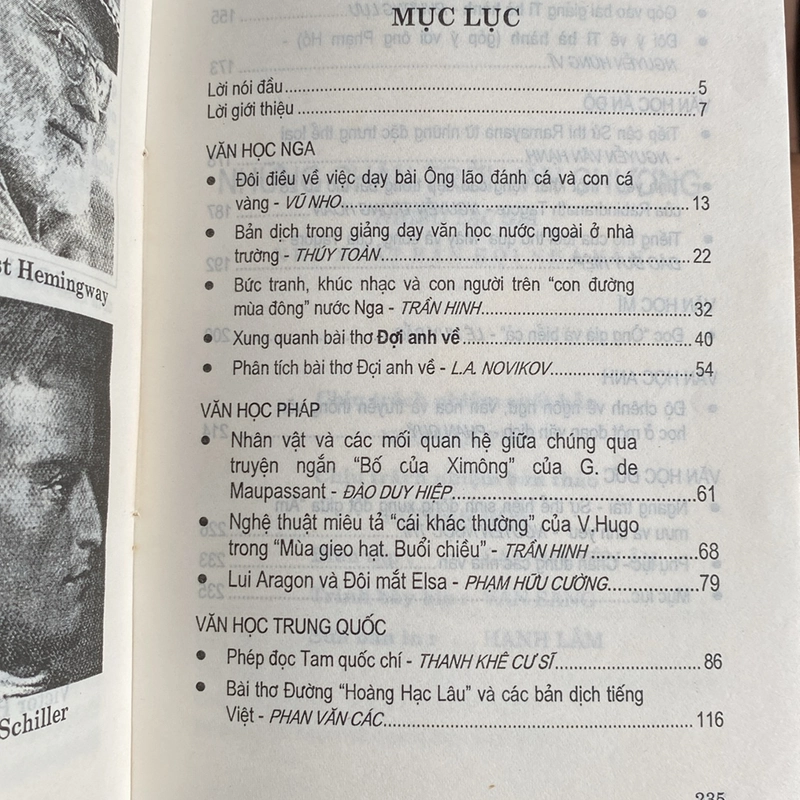 MỤC LỤC
Lời nói đầu....................5
Lời giới thiệu....................7
VĂN HỌC NGA
• Đôi điều về việc dạy bài Ông lão đánh cá và con cá
vàng - VŨ NHO....................13
• Bản dịch trong giảng dạy văn học nước ngoài ở nhà
trường - THÚY TOÀN....................22
• Bức tranh, khúc nhạc và con người trên "con đường
mùa đông" nước Nga - TRẦN HINH....................32
• Xung quanh bài thơ Đợi anh về....................40
• Phân tích bài thơ Đợi anh về - L.A. NOVIKOV....................54
VĂN HỌC PHÁP
• Nhân vật và các mối quan hệ giữa chúng qua
truyện ngắn "Bố của Ximông" của G. de
Maupassant - ĐÀO DUY HIỆP....................61
• Nghệ thuật miêu tả "cái khác thường" của V.Hugo
trong "Mùa gieo hạt. Buổi chiều" - TRẦN HINH ....................68
• Lui Aragon và Đôi mắt Elsa - PHẠM HỮU CƯỜNG....................79
VĂN HỌC TRUNG QUỐC
• Phép đọc Tam quốc chí - THANH KHÊ CƯ SĨ....................86
• Bài thơ Đường "Hoàng Hạc Lâu" và các bản dịch tiếng
Việt - PHAN VĂN CÁC....................116
235
st Hemingway
Schiller